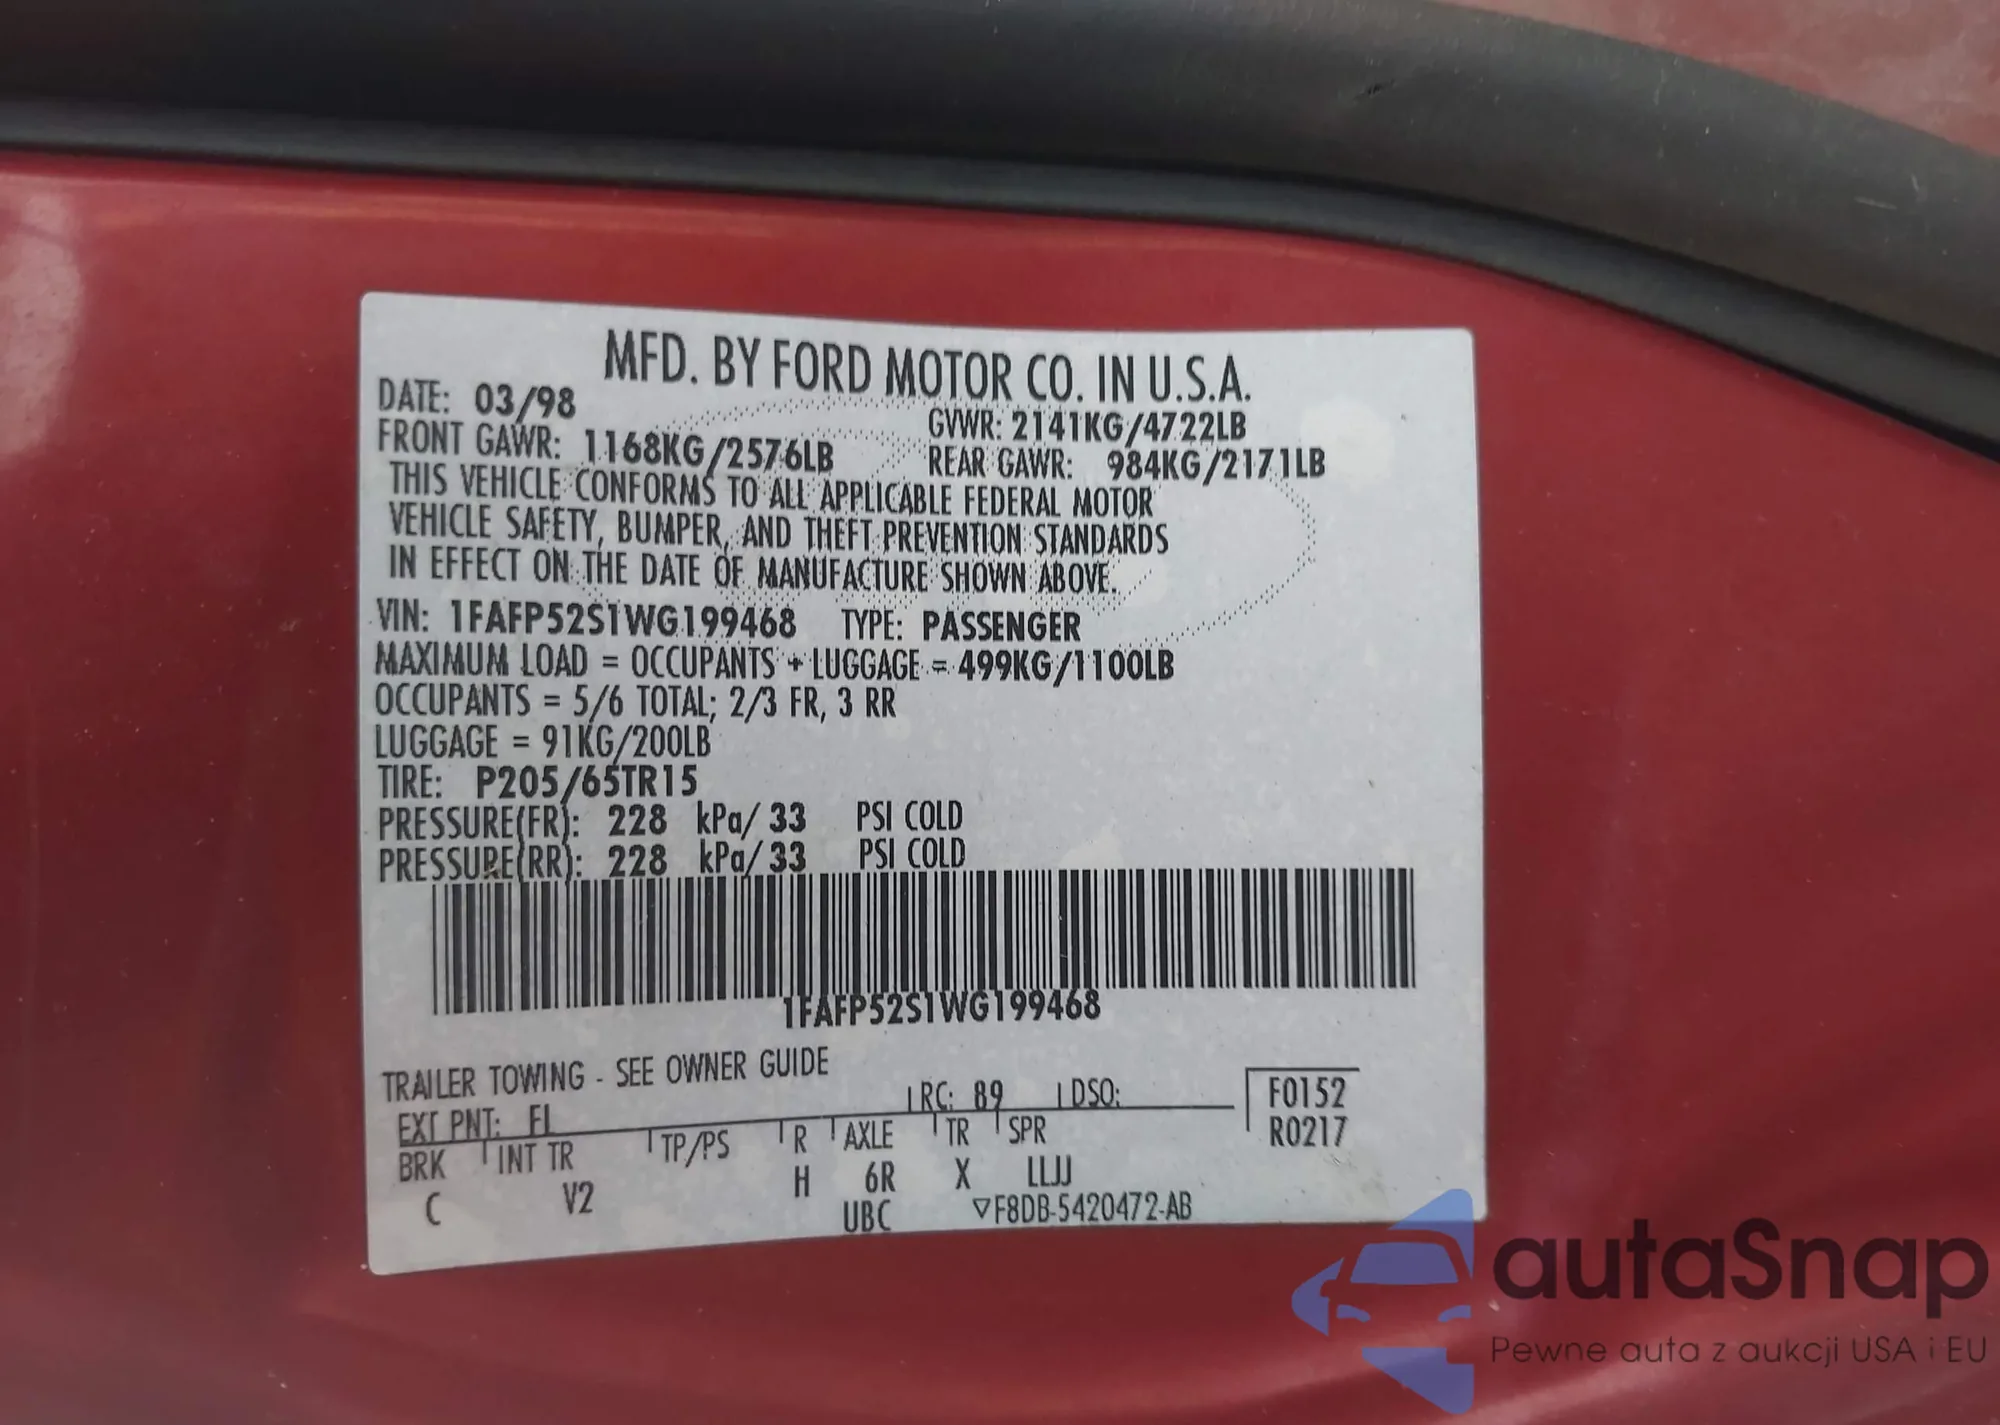 MFD. BY FORD MOTOR CO. IN U.S.A.
DATE: 03/98 GVWR: 2141KG/4722LB
FRONT GAWR: 1168KG/2576LB REAR GAWR: 984KG/2171LB
THIS VEHICLE CONFORMS TO ALL APPLICABLE FEDERAL MOTOR
VEHICLE SAFETY, BUMPER, AND THEFT PREVENTION STANDARDS
IN EFFECT ON THE DATE OF MANUFACTURE SHOWN ABOVE.
VIN: 1FAFP52S1WG199468 TYPE: PASSENGER
MAXIMUM LOAD = OCCUPANTS + LUGGAGE = 499KG/1100LB
OCCUPANTS = 5/6 TOTAL; 2/3 FR, 3 RR
LUGGAGE = 91KG/200LB
TIRE: P205/65TR15
PRESSURE(FR): 228 kPa/ 33 PSI COLD
PRESSURE(RR): 228 kPa/ 33 PSI COLD
1FAFP52S1WG199468
TRAILER TOWING - SEE OWNER GUIDE
EXT PNT: EL RC: 89 DSO: F0152
BRK INT TR TP/PS R AXLE TR SPR R0217
C V2 H 6R X LLJJ
UBC ▽F8DB-5420472-AB
autaSnap
Pewne auta z aukcji USA i EU